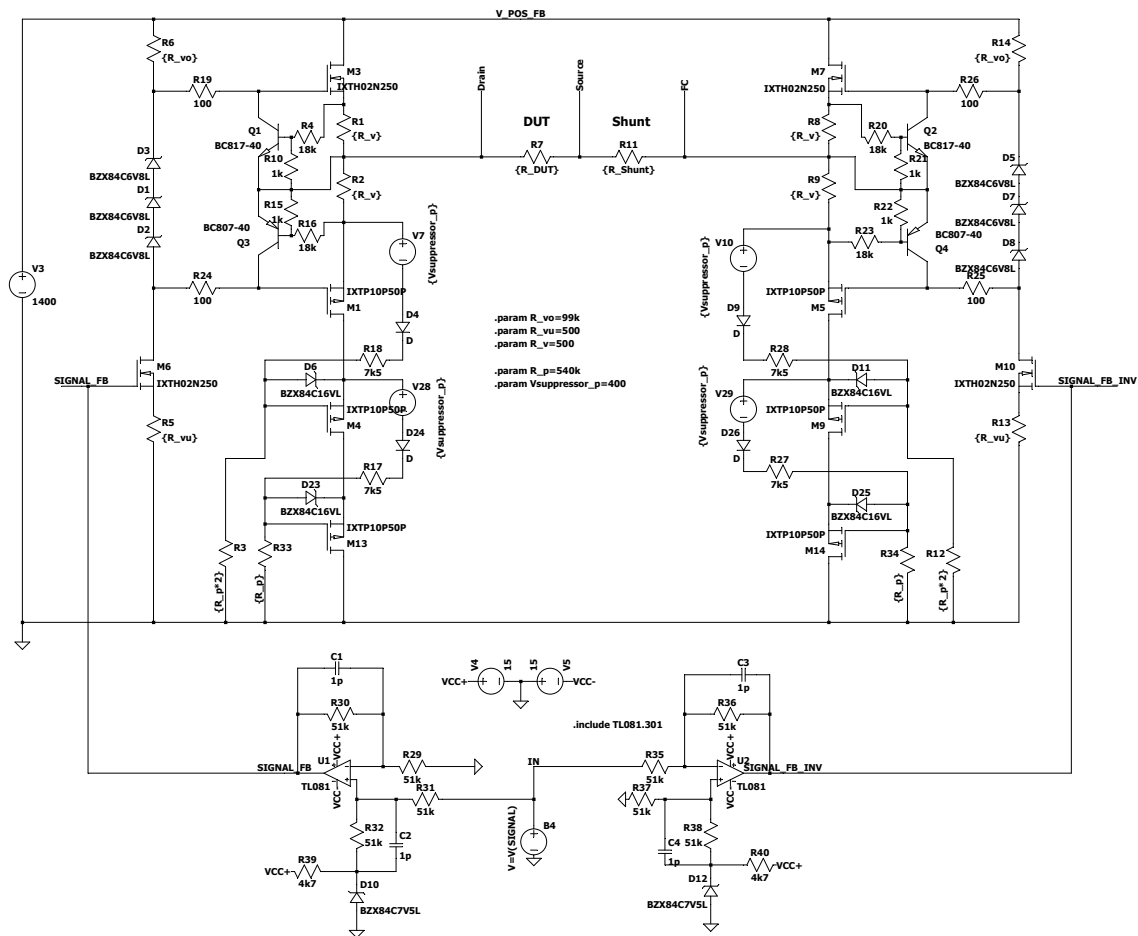 V_POS_FB
R6
{R_vo}
R14
{R_vo}
M3
IXTH02N250
M7
IXTH02N250
R19
100
R26
100
Drain
Source
FC
Q1
BC817-40
R4
18k
R1
{R_v}
R10
1k
DUT
R7
{R_DUT}
Shunt
R11
{R_Shunt}
R8
{R_v}
R20
18k
Q2
BC817-40
R21
1k
D3
BZX84C6V8L
D1
BZX84C6V8L
D2
BZX84C6V8L
D5
BZX84C6V8L
D7
BZX84C6V8L
D8
BZX84C6V8L
R2
{R_v}
R9
{R_v}
R15
1k
BC807-40
Q3
R16
18k
R22
1k
BC807-40
Q4
R23
18k
V7
{Vsuppressor_p}
V10
{Vsuppressor_p}
V3
1400
R24
100
R25
100
IXTP10P50P
M1
IXTP10P50P
M5
D4
D
D9
D
.param R_vo=99k
.param R_vu=500
.param R_v=500
.param R_p=540k
.param Vsuppressor_p=400
R18
7k5
R28
7k5
M6
IXTH02N250
SIGNAL_FB
M10
IXTH02N250
SIGNAL_FB_INV
D6
BZX84C16VL
D11
BZX84C16VL
V28
{Vsuppressor_p}
V29
{Vsuppressor_p}
IXTP10P50P
M4
IXTP10P50P
M9
R5
{R_vu}
R13
{R_vu}
D24
D
D26
D
R17
7k5
R27
7k5
D23
BZX84C16VL
D25
BZX84C16VL
IXTP10P50P
M13
IXTP10P50P
M14
R3
{R_p*2}
R33
{R_p}
R34
{R_p}
R12
{R_p*2}
C1
1p
R30
51k
V4
15
15
V5
VCC+
VCC-
C3
1p
R36
51k
.include TL081.301
SIGNAL_FB
U1
VCC+
TL081
VCC-
R29
51k
R31
51k
IN
R35
51k
U2
VCC+
TL081
VCC-
SIGNAL_FB_INV
R37
51k
B4
V=V(SIGNAL)
R32
51k
C2
1p
C4
1p
R38
51k
R39
4k7
VCC+
R40
4k7
VCC+
D10
BZX84C7V5L
D12
BZX84C7V5L